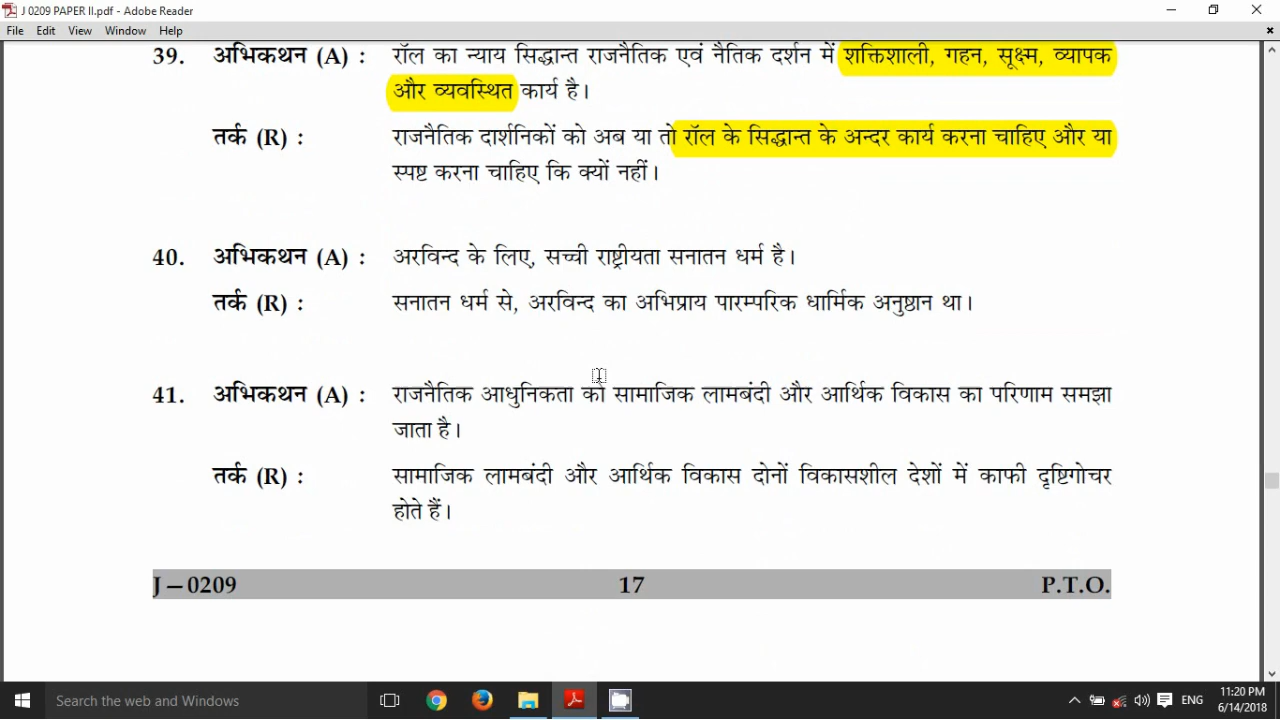 J 0209 PAPER II.pdf - Adobe Reader
File Edit View Window Help
39. अभिकथन (A) : रॉल का न्याय सिद्धान्त राजनैतिक एवं नैतिक दर्शन में शक्तिशाली, गहन, सूक्ष्म, व्यापक
और व्यवस्थित कार्य है।
तर्क (R) : राजनैतिक दार्शनिकों को अब या तो रॉल के सिद्धान्त के अन्दर कार्य करना चाहिए और या
स्पष्ट करना चाहिए कि क्यों नहीं।
40. अभिकथन (A) : अरविन्द के लिए, सच्ची राष्ट्रीयता सनातन धर्म है।
तर्क (R) : सनातन धर्म से, अरविन्द का अभिप्राय पारम्परिक धार्मिक अनुष्ठान था।
41. अभिकथन (A) : राजनैतिक आधुनिकता को सामाजिक लामबंदी और आर्थिक विकास का परिणाम समझा
जाता है।
तर्क (R) : सामाजिक लामबंदी और आर्थिक विकास दोनों विकासशील देशों में काफी दृष्टिगोचर
होते हैं।
J-0209 17 P.T.O.
Search the web and Windows ENG 11:20 PM
6/14/2018